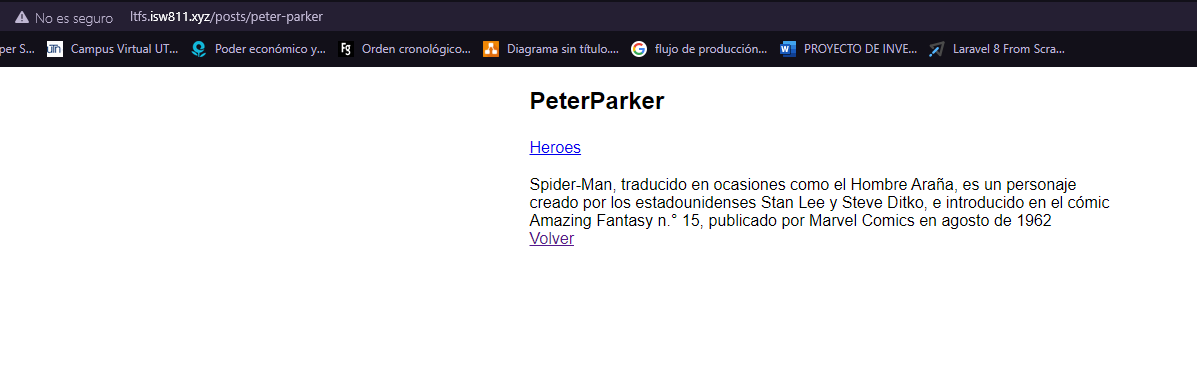 No es seguro ltfs.isw811.xyz/posts/peter-parker
per S... Campus Virtual UT... Poder económico y... Fg Orden cronológico... Diagrama sin título.... flujo de producción... PROYECTO DE INVE... Laravel 8 From Scra...
PeterParker
Heroes
Spider-Man, traducido en ocasiones como el Hombre Araña, es un personaje
creado por los estadounidenses Stan Lee y Steve Ditko, e introducido en el cómic
Amazing Fantasy n.° 15, publicado por Marvel Comics en agosto de 1962
Volver